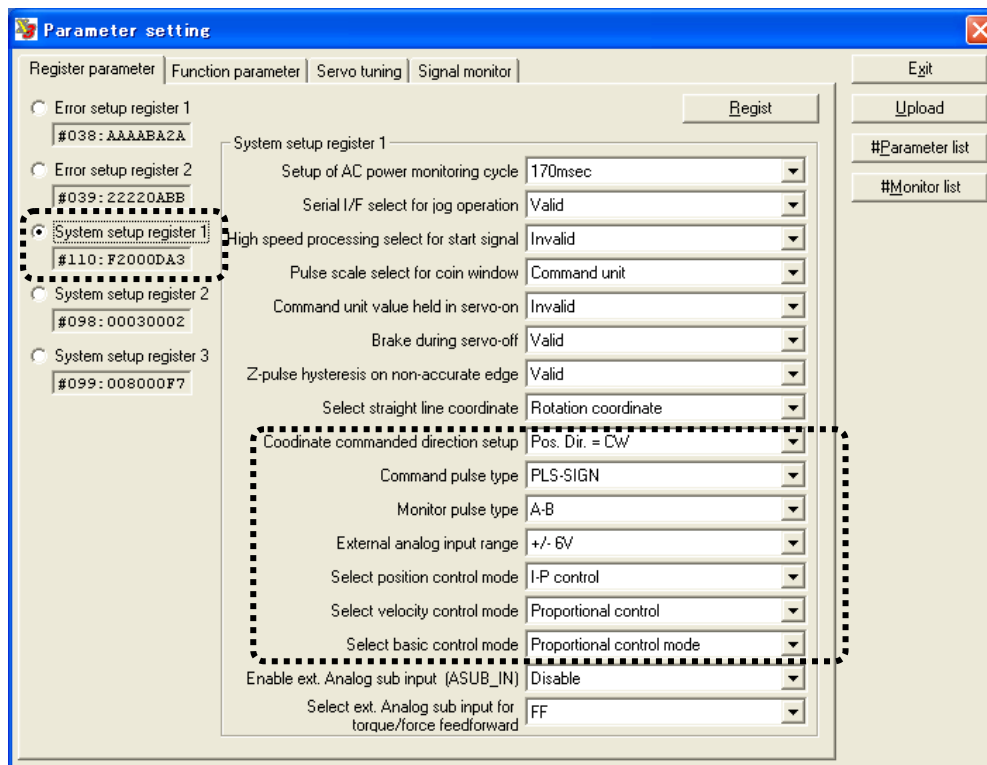 Parameter setting
Register parameter Function parameter Servo tuning Signal monitor
Exit
Upload
#Parameter list
#Monitor list
Error setup register 1
#038:AAAABA2A
Error setup register 2
#039:22220ABB
System setup register 1
#110:F2000DA3
System setup register 2
#098:00030002
System setup register 3
#099:008000F7
Regist
System setup register 1
Setup of AC power monitoring cycle 170msec
Serial I/F select for jog operation Valid
High speed processing select for start signal Invalid
Pulse scale select for coin window Command unit
Command unit value held in servo-on Invalid
Brake during servo-off Valid
Z-pulse hysteresis on non-accurate edge Valid
Select straight line coordinate Rotation coordinate
Coodinate commanded direction setup Pos. Dir. = CW
Command pulse type PLS-SIGN
Monitor pulse type A-B
External analog input range +/- 6V
Select position control mode I-P control
Select velocity control mode Proportional control
Select basic control mode Proportional control mode
Enable ext. Analog sub input (ASUB_IN) Disable
Select ext. Analog sub input for
torque/force feedforward FF